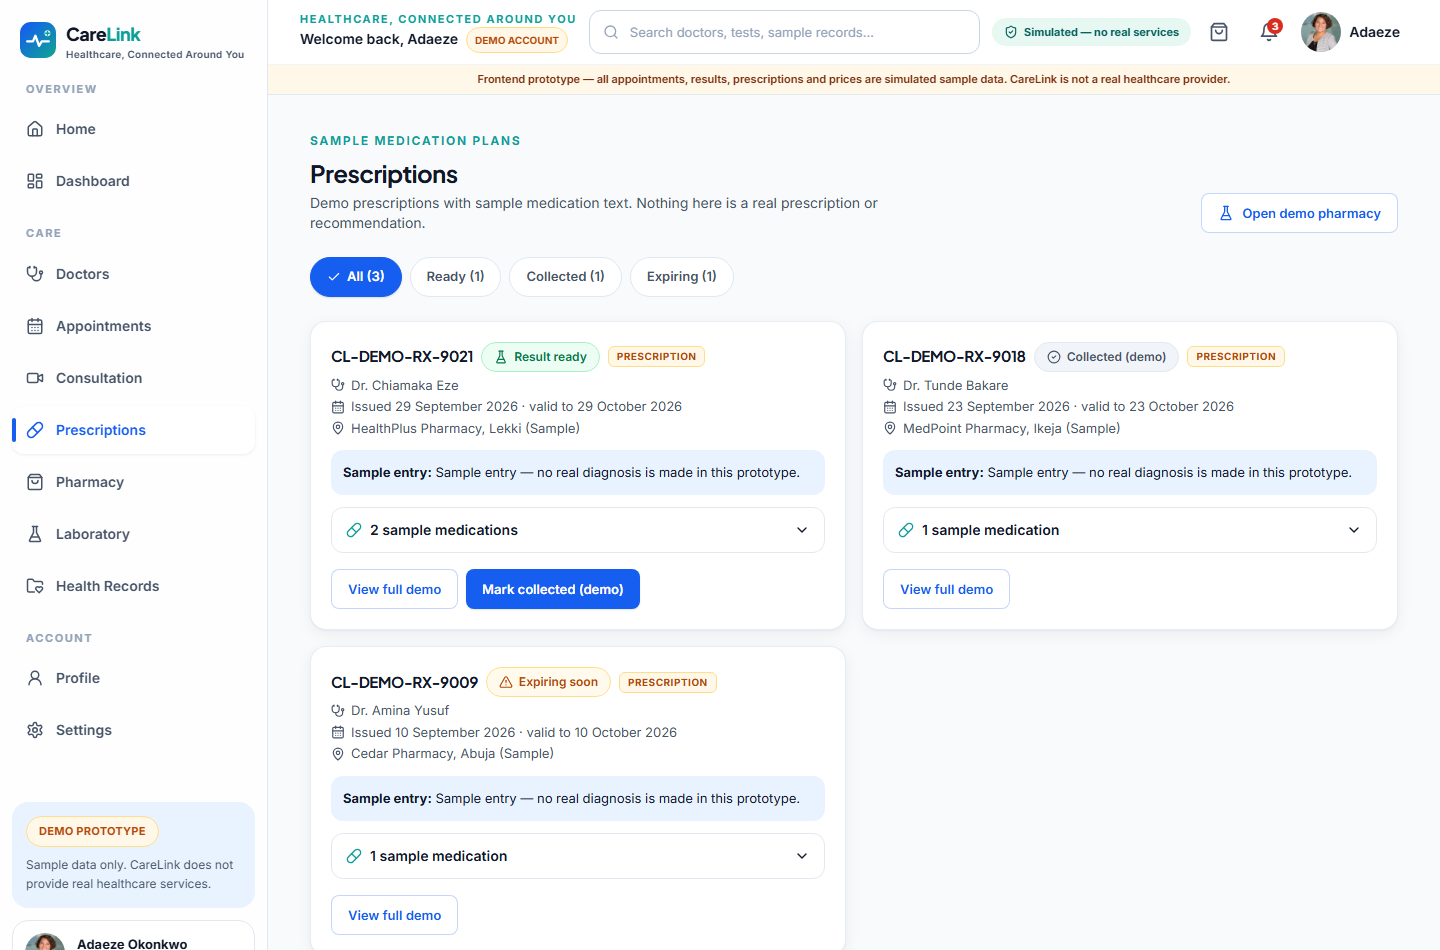 CareLink
Healthcare, Connected Around You
OVERVIEW
Home
Dashboard
CARE
Doctors
Appointments
Consultation
Prescriptions
Pharmacy
Laboratory
Health Records
ACCOUNT
Profile
Settings
DEMO PROTOTYPE
Sample data only. CareLink does not
provide real healthcare services.
Adaeze Okonkwo
HEALTHCARE, CONNECTED AROUND YOU
Welcome back, Adaeze DEMO ACCOUNT
Search doctors, tests, sample records...
Simulated — no real services
3
Adaeze
Frontend prototype — all appointments, results, prescriptions and prices are simulated sample data. CareLink is not a real healthcare provider.
SAMPLE MEDICATION PLANS
Prescriptions
Demo prescriptions with sample medication text. Nothing here is a real prescription or
recommendation.
Open demo pharmacy
All (3) Ready (1) Collected (1) Expiring (1)
CL-DEMO-RX-9021 Result ready PRESCRIPTION
Dr. Chiamaka Eze
Issued 29 September 2026 · valid to 29 October 2026
HealthPlus Pharmacy, Lekki (Sample)
Sample entry: Sample entry — no real diagnosis is made in this prototype.
2 sample medications
View full demo Mark collected (demo)
CL-DEMO-RX-9018 Collected (demo) PRESCRIPTION
Dr. Tunde Bakare
Issued 23 September 2026 · valid to 23 October 2026
MedPoint Pharmacy, Ikeja (Sample)
Sample entry: Sample entry — no real diagnosis is made in this prototype.
1 sample medication
View full demo
CL-DEMO-RX-9009 Expiring soon PRESCRIPTION
Dr. Amina Yusuf
Issued 10 September 2026 · valid to 10 October 2026
Cedar Pharmacy, Abuja (Sample)
Sample entry: Sample entry — no real diagnosis is made in this prototype.
1 sample medication
View full demo